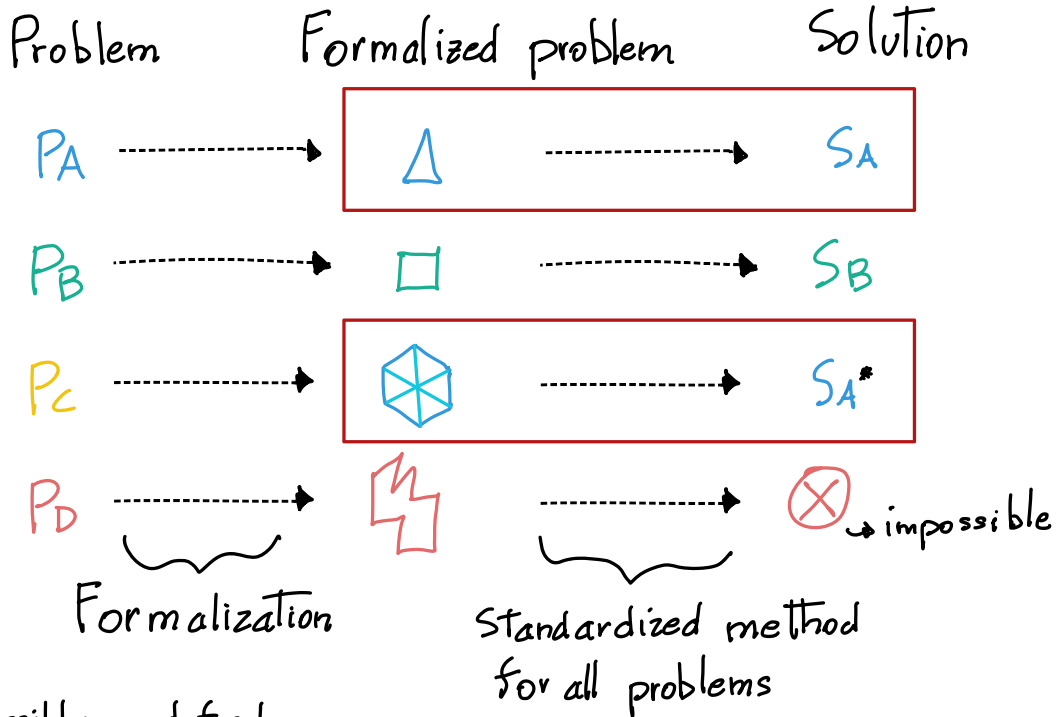 Problem Formalized problem Solution
PA SA
PB SB
PC SA*
PD impossible
Formalization
Standardized method
for all problems